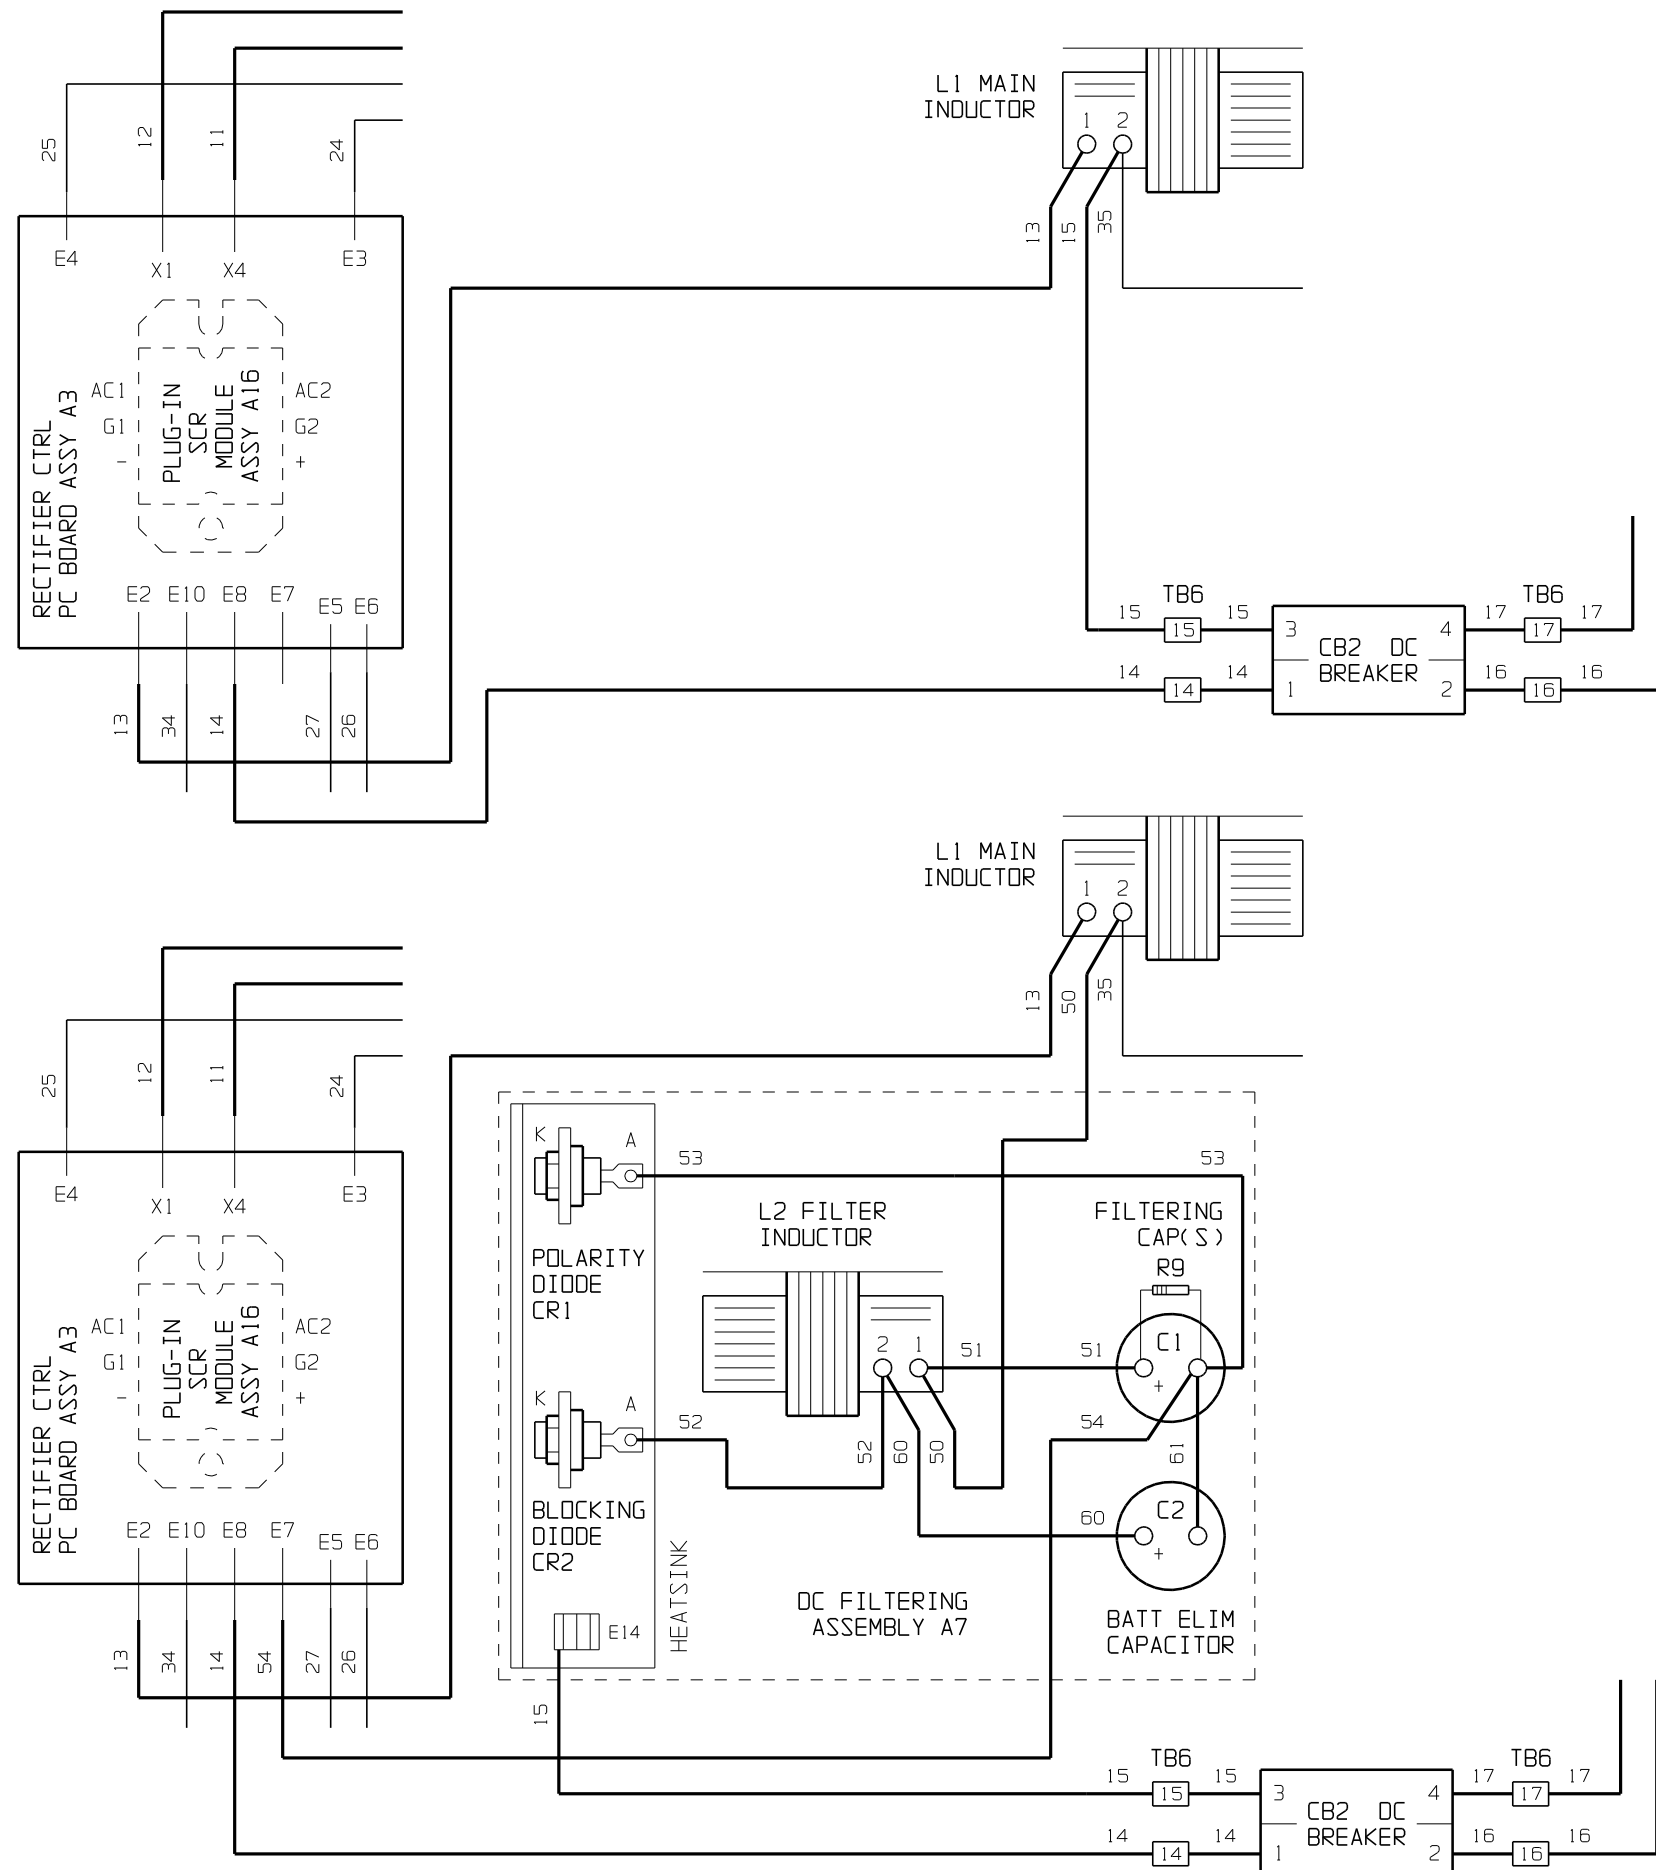 L1 MAIN
INDUCTOR
1 2
25
12
11
24
13
15
35
E4
X1
X4
E3
RECTIFIER CTRL
PC BOARD ASSY A3
AC1
G1
-
PLUG-IN
SCR
MODULE
ASSY A16
AC2
G2
+
E2 E10 E8 E7 E5 E6
13
34
14
27
26
TB6
15 15 15
14 14 14
3 4
CB2 DC
BREAKER
1 2
TB6
17 17 17
16 16 16
L1 MAIN
INDUCTOR
1 2
13
50
35
25
12
11
24
E4
X1
X4
E3
RECTIFIER CTRL
PC BOARD ASSY A3
AC1
G1
-
PLUG-IN
SCR
MODULE
ASSY A16
AC2
G2
+
E2 E10 E8 E7 E5 E6
13
34
14
54
27
26
K A
53 53
POLARITY
DIODE
CR1
L2 FILTER
INDUCTOR
2 1
FILTERING
CAP(S)
R9
C1
+
51 51
K A
52
52
60
50
54
61
BLOCKING
DIODE
CR2
60
C2
+
HEATSINK
E14
DC FILTERING
ASSEMBLY A7
BATT ELIM
CAPACITOR
15
TB6
15 15 15
14 14 14
3 4
CB2 DC
BREAKER
1 2
TB6
17 17 17
16 16 16